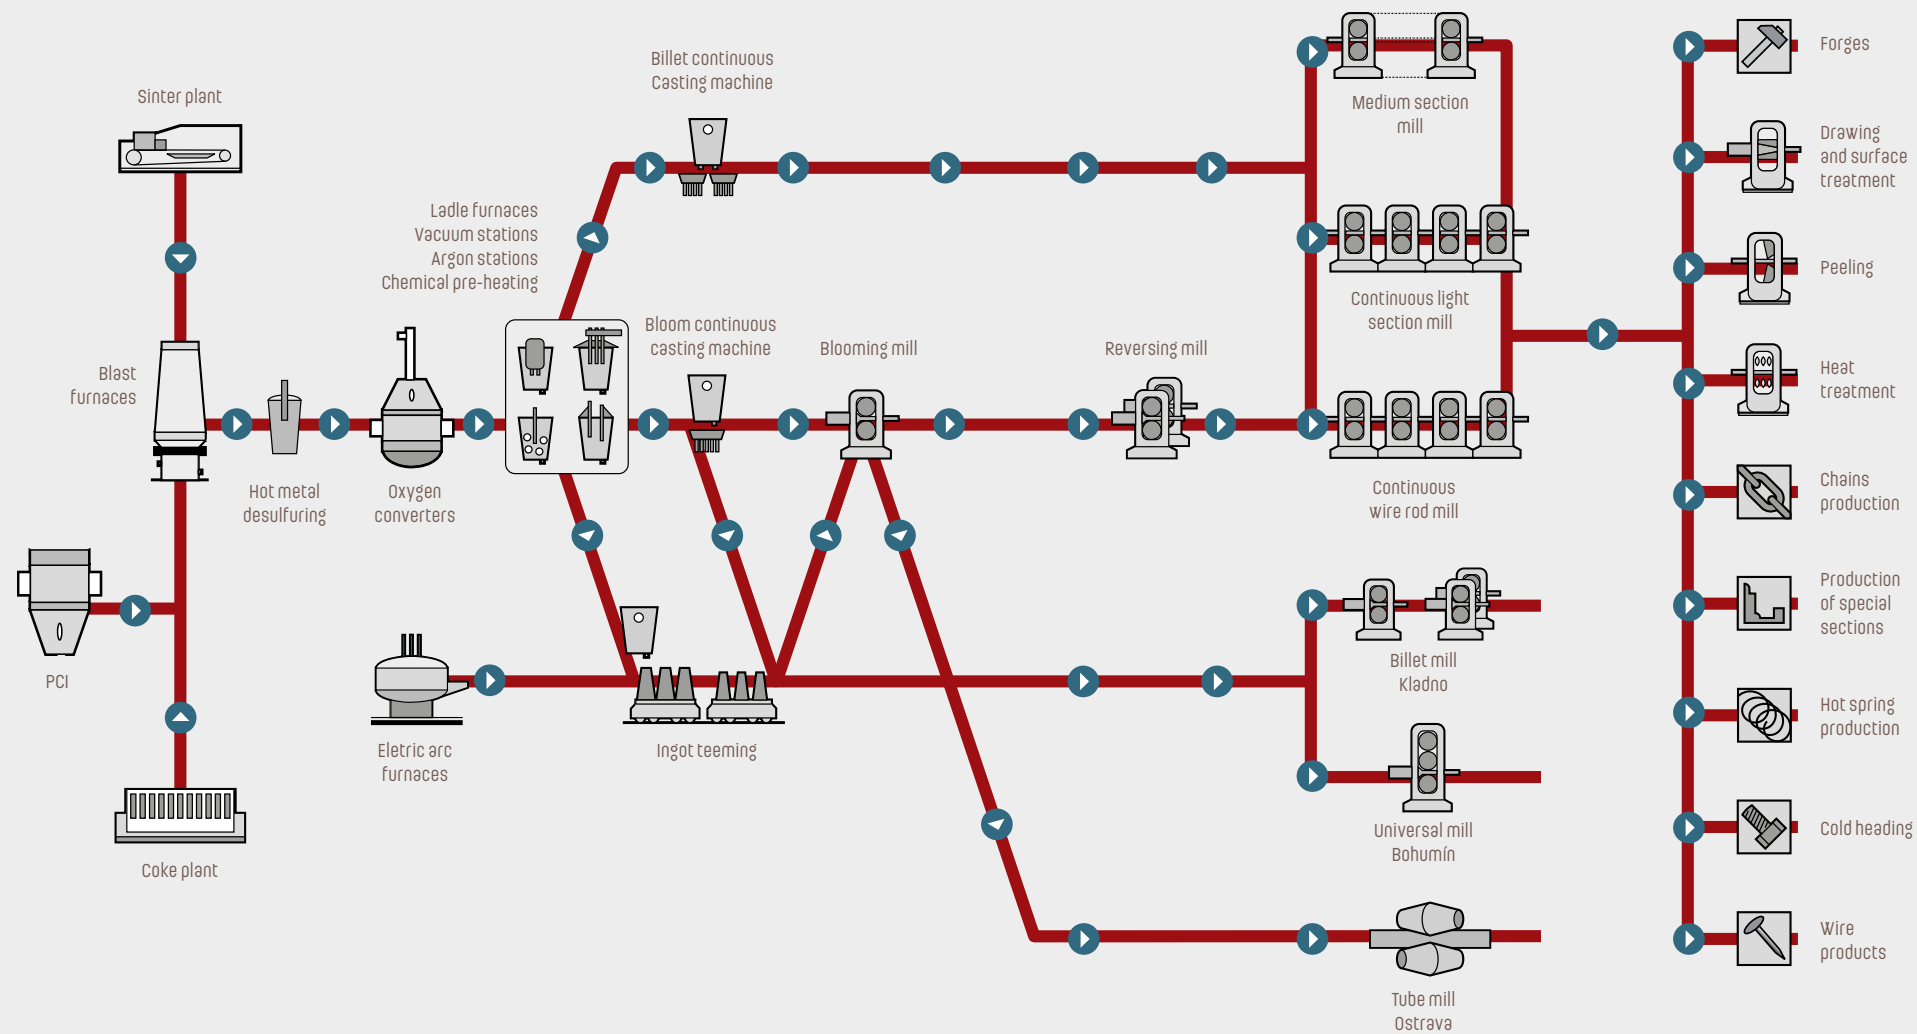 Sinter plant
Billet continuous
Casting machine
Ladle furnaces
Vacuum stations
Argon stations
Chemical pre-heating
Blast
furnaces
Hot metal
desulfuring
Oxygen
converters
PCI
Coke plant
Eletric arc
furnaces
Bloom continuous
casting machine
Blooming mill
Reversing mill
Ingot teeming
Medium section
mill
Continuous light
section mill
Continuous
wire rod mill
Billet mill
Kladno
Universal mill
Bohumín
Tube mill
Ostrava
Forges
Drawing
and surface
treatment
Peeling
Heat
treatment
Chains
production
Production
of special
sections
Hot spring
production
Cold heading
Wire
products